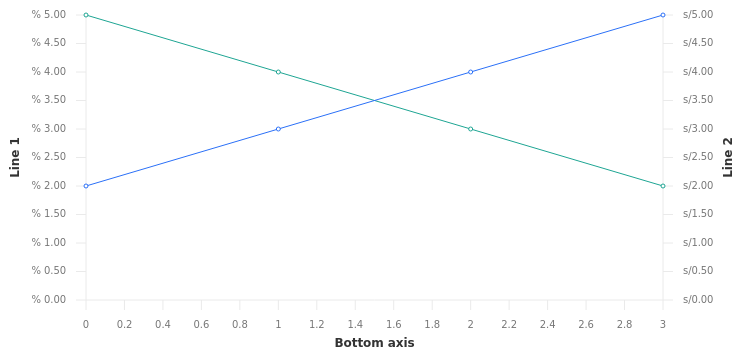 % 5.00 s/5.00
% 4.50 s/4.50
% 4.00 s/4.00
% 3.50 s/3.50
% 3.00 s/3.00
% 2.50 s/2.50
% 2.00 s/2.00
% 1.50 s/1.50
% 1.00 s/1.00
% 0.50 s/0.50
% 0.00 s/0.00
Line 1
Line 2
0 0.2 0.4 0.6 0.8 1 1.2 1.4 1.6 1.8 2 2.2 2.4 2.6 2.8 3
Bottom axis